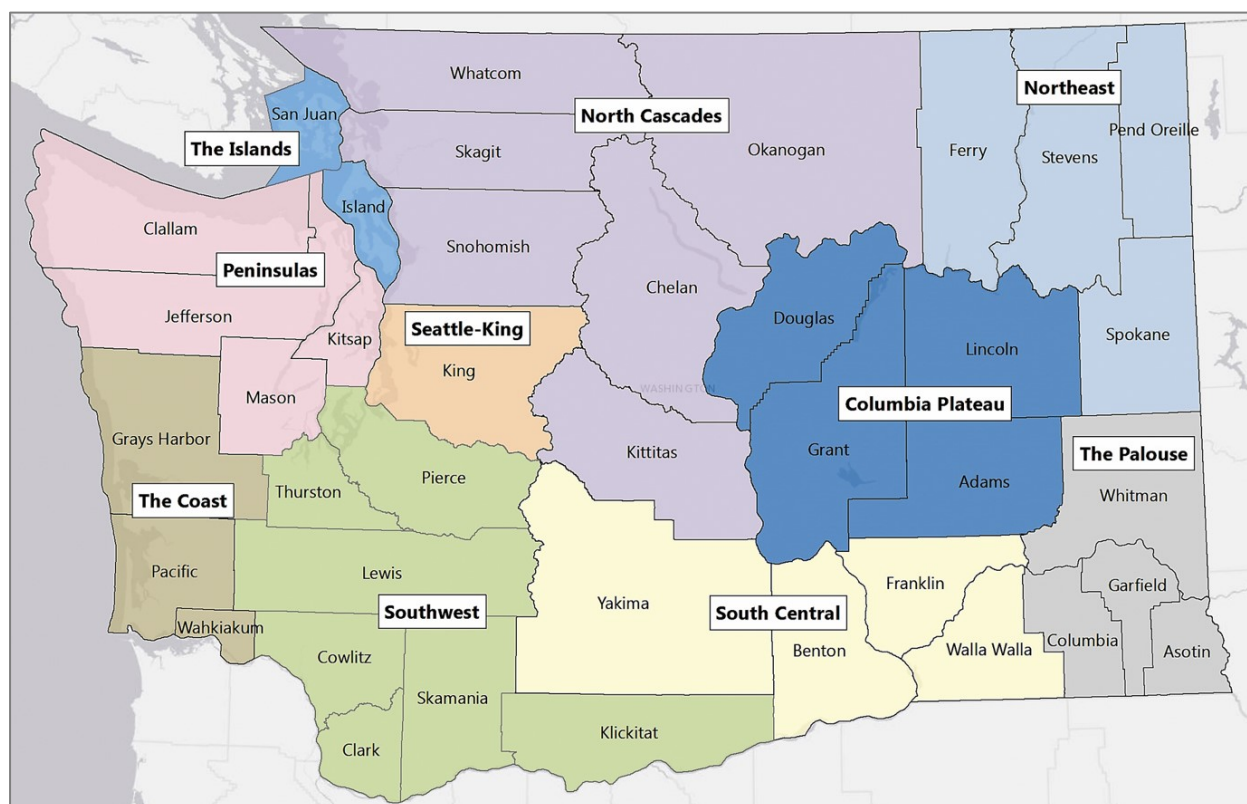 Whatcom
San Juan
North Cascades
Northeast
Pend Oreille
The Islands
Skagit
Okanogan
Ferry
Stevens
Island
Clallam
Snohomish
Peninsulas
Chelan
Jefferson
Seattle-King
Douglas
Kitsap
Lincoln
Spokane
King
WASHINGTON
Mason
Columbia Plateau
Grays Harbor
Kittitas
Grant
The Palouse
Pierce
Adams
Thurston
Whitman
The Coast
Pacific
Lewis
Franklin
Garfield
Yakima
Southwest
South Central
Wahkiakum
Columbia
Benton
Walla Walla
Asotin
Cowlitz
Skamania
Klickitat
Clark